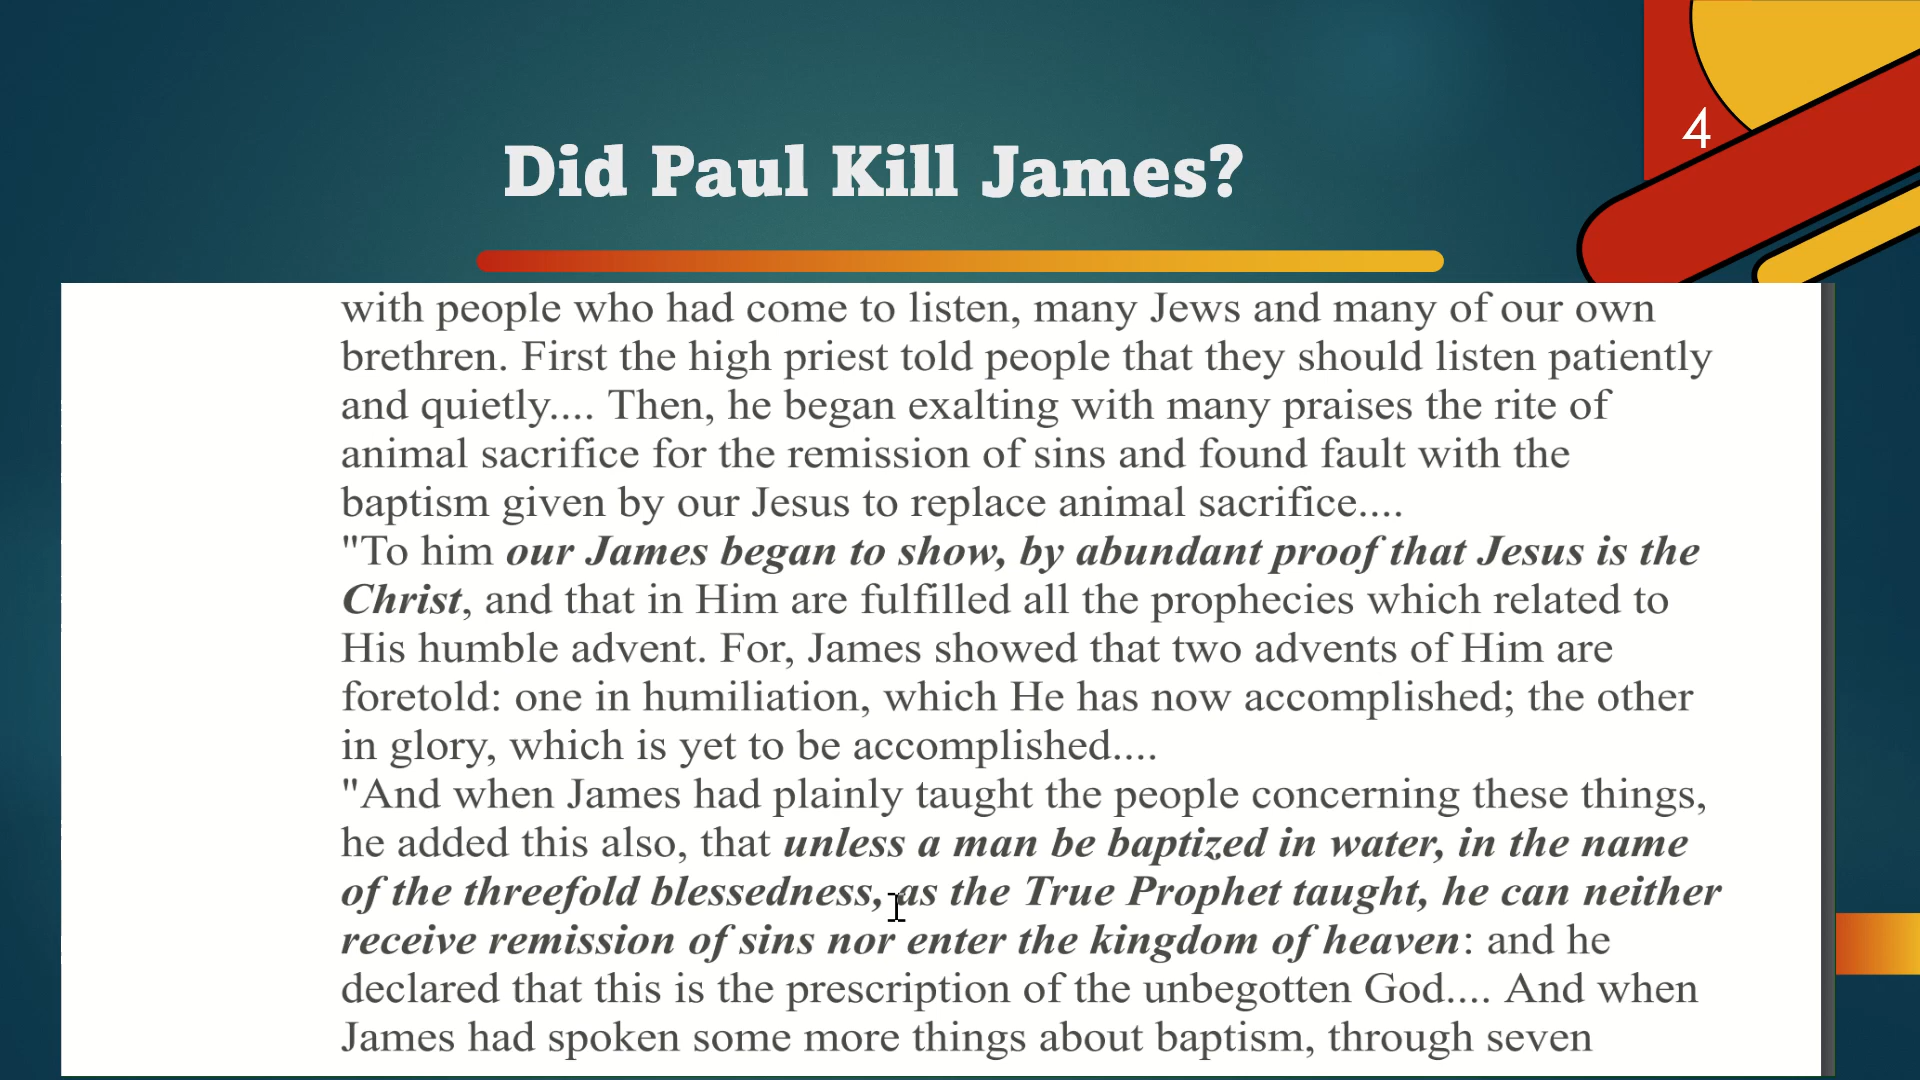 Did Paul Kill James?
4
with people who had come to listen, many Jews and many of our own
brethren. First the high priest told people that they should listen patiently
and quietly.... Then, he began exalting with many praises the rite of
animal sacrifice for the remission of sins and found fault with the
baptism given by our Jesus to replace animal sacrifice....
"To him our James began to show, by abundant proof that Jesus is the
Christ, and that in Him are fulfilled all the prophecies which related to
His humble advent. For, James showed that two advents of Him are
foretold: one in humiliation, which He has now accomplished; the other
in glory, which is yet to be accomplished....
"And when James had plainly taught the people concerning these things,
he added this also, that unless a man be baptized in water, in the name
of the threefold blessedness, as the True Prophet taught, he can neither
receive remission of sins nor enter the kingdom of heaven: and he
declared that this is the prescription of the unbegotten God.... And when
James had spoken some more things about baptism, through seven